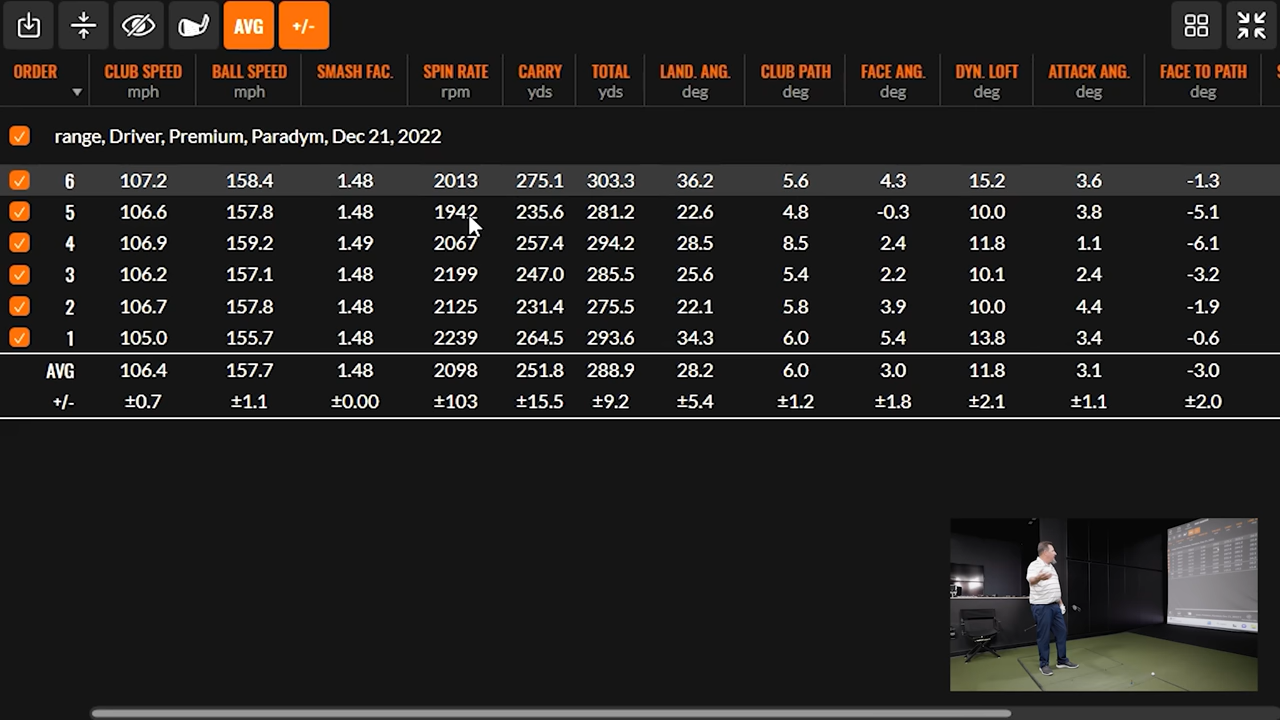 AVG +/-
ORDER CLUB SPEED BALL SPEED SMASH FAC. SPIN RATE CARRY TOTAL LAND. ANG. CLUB PATH FACE ANG. DYN. LOFT ATTACK ANG. FACE TO PATH
mph mph rpm yds yds deg deg deg deg deg deg
range, Driver, Premium, Paradym, Dec 21, 2022
6 107.2 158.4 1.48 2013 275.1 303.3 36.2 5.6 4.3 15.2 3.6 -1.3
5 106.6 157.8 1.48 1942 235.6 281.2 22.6 4.8 -0.3 10.0 3.8 -5.1
4 106.9 159.2 1.49 2067 257.4 294.2 28.5 8.5 2.4 11.8 1.1 -6.1
3 106.2 157.1 1.48 2199 247.0 285.5 25.6 5.4 2.2 10.1 2.4 -3.2
2 106.7 157.8 1.48 2125 231.4 275.5 22.1 5.8 3.9 10.0 4.4 -1.9
1 105.0 155.7 1.48 2239 264.5 293.6 34.3 6.0 5.4 13.8 3.4 -0.6
AVG 106.4 157.7 1.48 2098 251.8 288.9 28.2 6.0 3.0 11.8 3.1 -3.0
+/- ±0.7 ±1.1 ±0.00 ±103 ±15.5 ±9.2 ±5.4 ±1.2 ±1.8 ±2.1 ±1.1 ±2.0